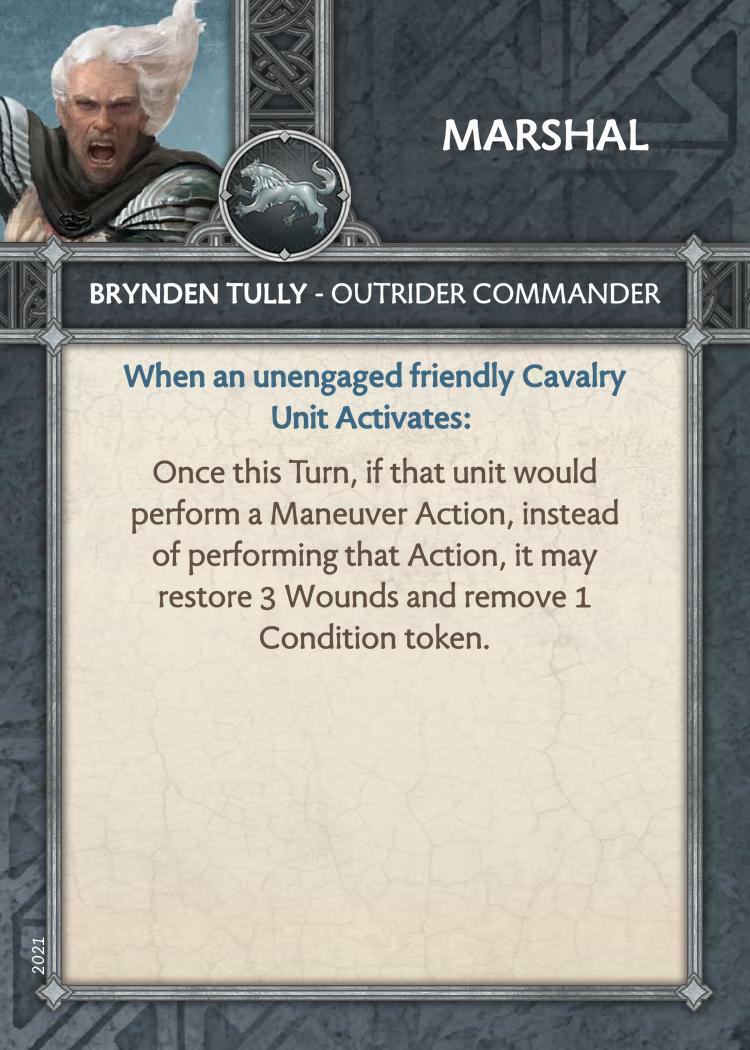 MARSHAL
BRYNDEN TULLY - OUTRIDER COMMANDER
When an unengaged friendly Cavalry
Unit Activates:
Once this Turn, if that unit would
perform a Maneuver Action, instead
of performing that Action, it may
restore 3 Wounds and remove 1
Condition token.
2021